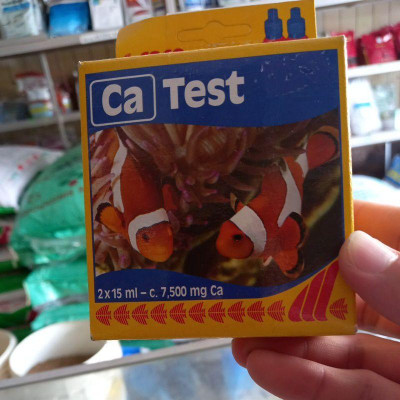 Ca Test
2 x 15 ml – c. 7,500 mg Ca